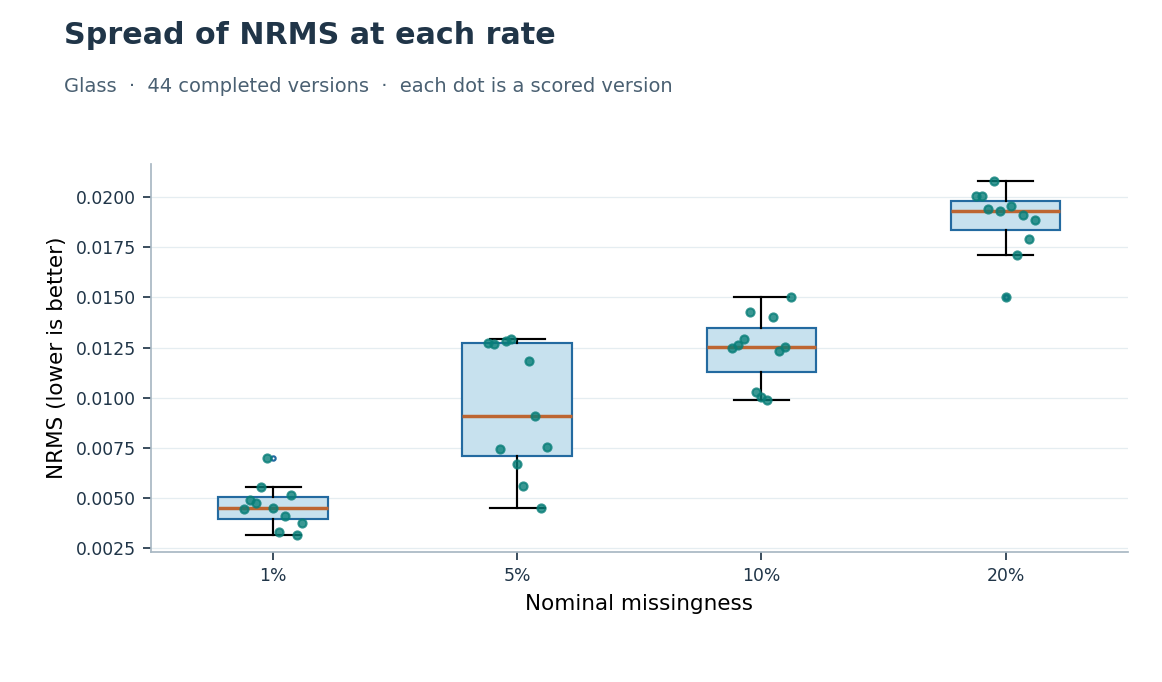 Spread of NRMS at each rate
Glass · 44 completed versions · each dot is a scored version
NRMS (lower is better)
0.0200
0.0175
0.0150
0.0125
0.0100
0.0075
0.0050
0.0025
1% 5% 10% 20%
Nominal missingness